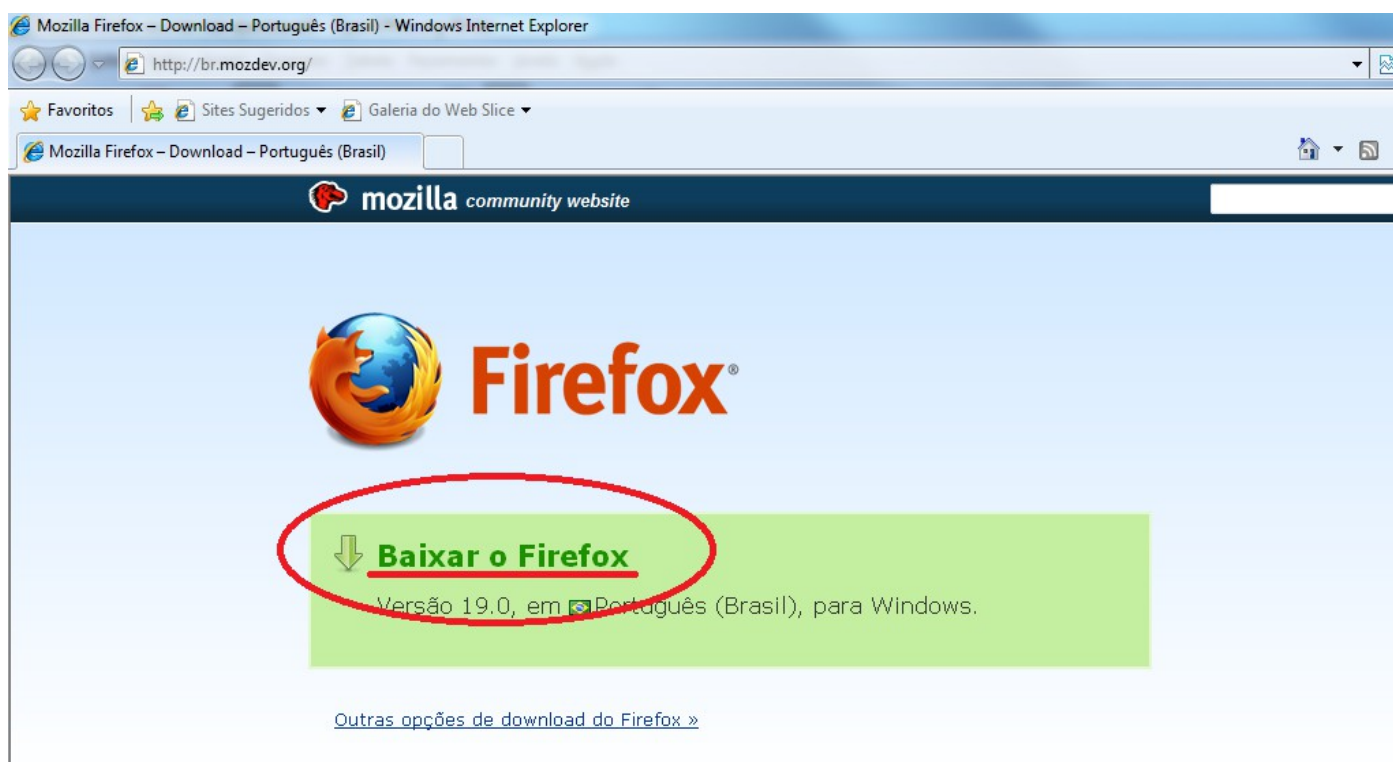 Mozilla Firefox – Download – Português (Brasil) - Windows Internet Explorer
http://br.mozdev.org/
Favoritos Sites Sugeridos Galeria do Web Slice
Mozilla Firefox – Download – Português (Brasil)
mozilla community website
Firefox®
Baixar o Firefox
Versão 19.0, em Português (Brasil), para Windows.
Outras opções de download do Firefox »